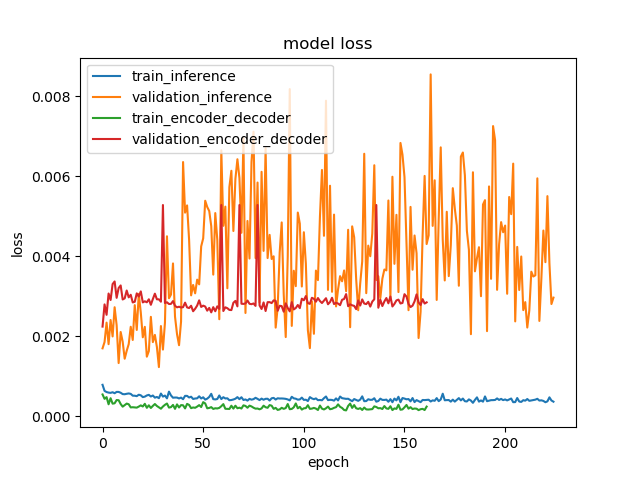 model loss
train_inference
validation_inference
train_encoder_decoder
validation_encoder_decoder
loss
0.008
0.006
0.004
0.002
0.000
0 50 100 150 200
epoch